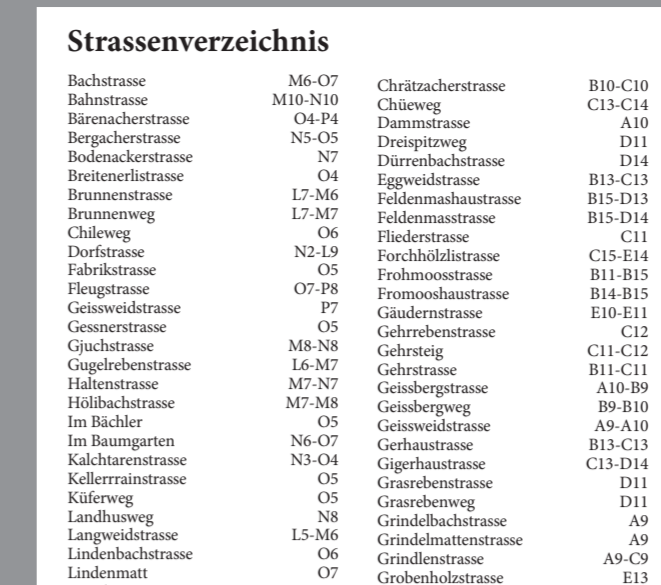 Strassenverzeichnis
Bachstrasse M6-O7
Bahnstrasse M10-N10
Bärenacherstrasse O4-P4
Bergacherstrasse N5-O5
Bodenackerstrasse N7
Breitenerlistrasse O4
Brunnenstrasse L7-M6
Brunnenweg L7-M7
Chileweg O6
Dorfstrasse N2-L9
Fabrikstrasse O5
Fleugstrasse O7-P8
Geissweidstrasse P7
Gessnerstrasse O5
Gjuchstrasse M8-N8
Gugelrebenstrasse L6-M7
Haltenstrasse M7-N7
Hölibachstrasse M7-M8
Im Bächler O5
Im Baumgarten N6-O7
Kalchtarenstrasse N3-O4
Kellerrrainstrasse O5
Küferweg O5
Landhusweg N8
Langweidstrasse L5-M6
Lindenbachstrasse O6
Lindenmatt O7
Chrätzacherstrasse B10-C10
Chüeweg C13-C14
Dammstrasse A10
Dreispitzweg D11
Dürrenbachstrasse D14
Eggweidstrasse B13-C13
Feldenmashaustrasse B15-D13
Feldenmasstrasse B15-D14
Fliederstrasse C11
Forchhölzlistrasse C15-E14
Frohmoosstrasse B11-B15
Fromooshaustrasse B14-B15
Gäudernstrasse E10-E11
Gehrrebenstrasse C12
Gehrsteig C11-C12
Gehrstrasse B11-C11
Geissbergstrasse A10-B9
Geissbergweg B9-B10
Geissweidstrasse A9-A10
Gerhaustrasse B13-C13
Gigerhaustrasse C13-D14
Grasrebenstrasse D11
Grasrebenweg D11
Grindelbachstrasse A9
Grindelmattenstrasse A9
Grindlenstrasse A9-C9
Grobenholzstrasse E13